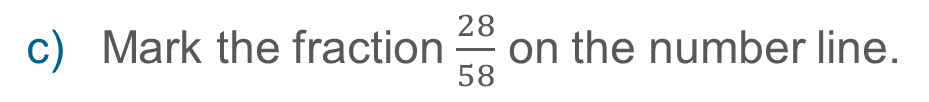 c) Mark the fraction 28/58 on the number line.